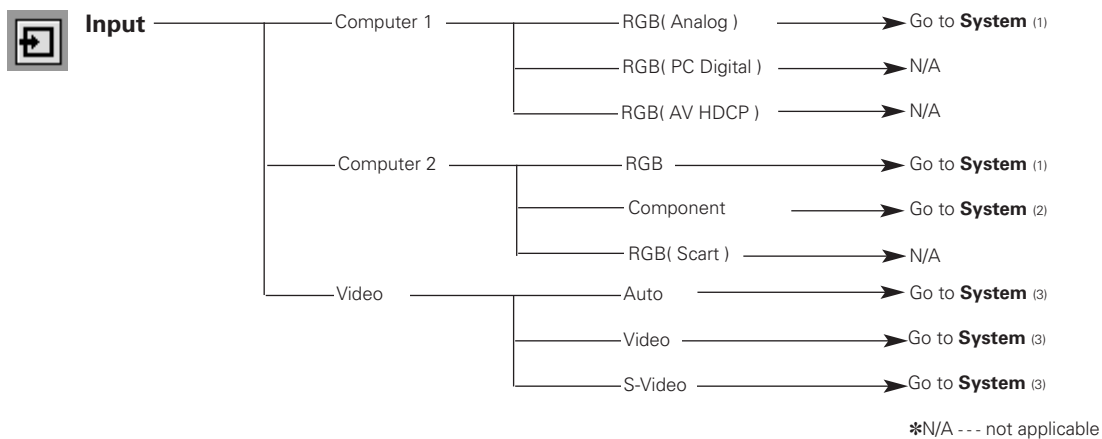 Input Computer 1 RGB( Analog ) Go to System (1)
RGB( PC Digital ) N/A
RGB( AV HDCP ) N/A
Computer 2 RGB Go to System (1)
Component Go to System (2)
RGB( Scart ) N/A
Video Auto Go to System (3)
Video Go to System (3)
S-Video Go to System (3)
✽N/A - - - not applicable